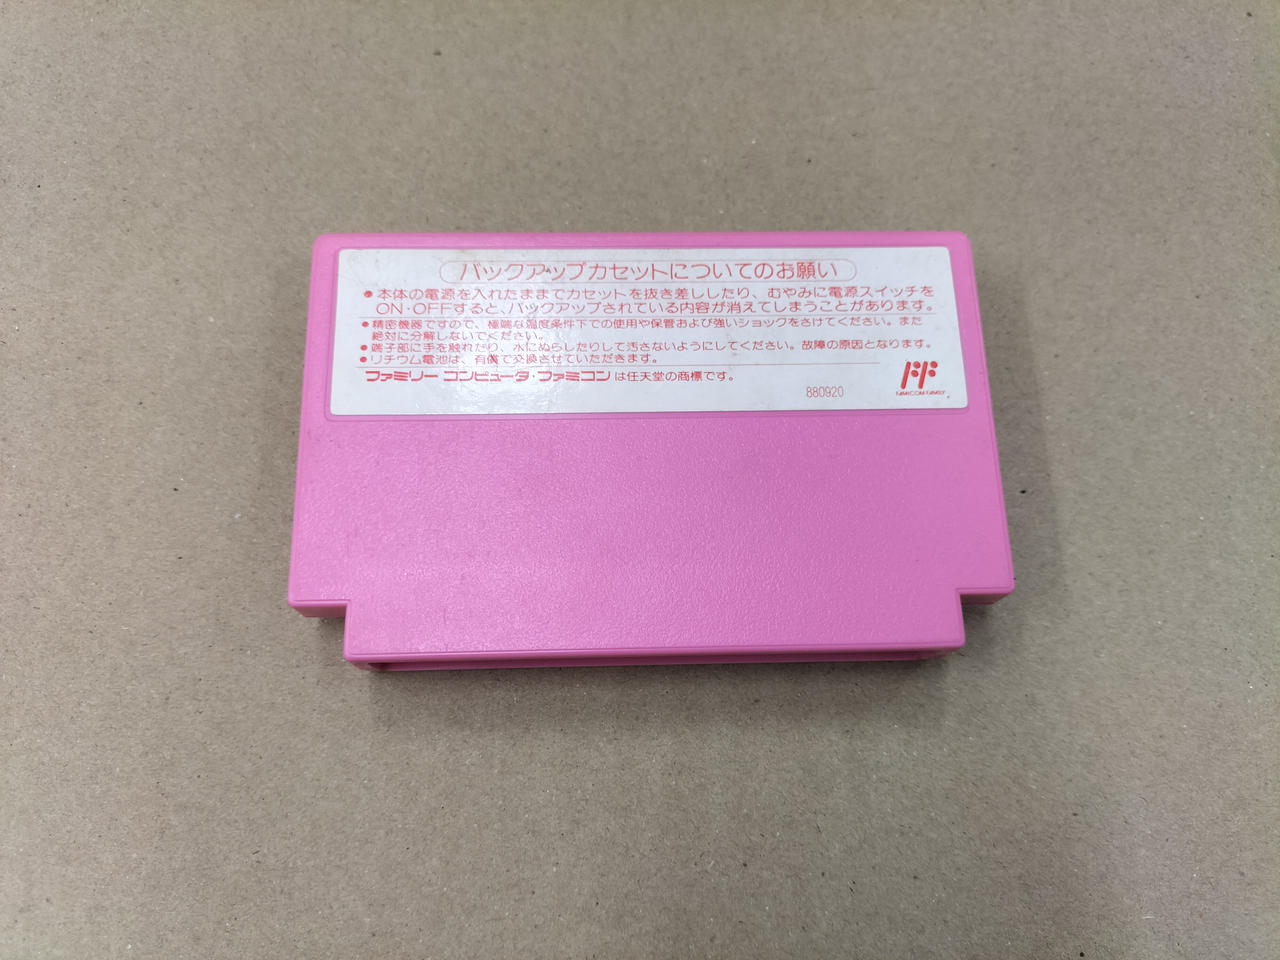 バックアップカセットについてのお願い
●本体の電源を入れたままでカセットを抜き差ししたり、むやみに電源スイッチを
ON・OFFすると、バックアップされている内容が消えてしまうことがあります。
●精密機器ですので、極端な温度条件下での使用や保管および強いショックをさけてください。また
絶対に分解しないでください。
●端子部に手を触れたり、水にぬらしたりして汚さないようにしてください。故障の原因となります。
●リチウム電池は、有償で交換させていただきます。
ファミリー コンピュータ・ファミコン は任天堂の商標です。
880920
FAMICOM FAMILY